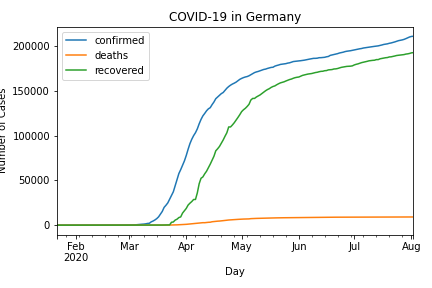 COVID-19 in Germany
confirmed
deaths
recovered
200000
150000
100000
50000
0
Number of Cases
Feb Mar Apr May Jun Jul Aug
2020
Day